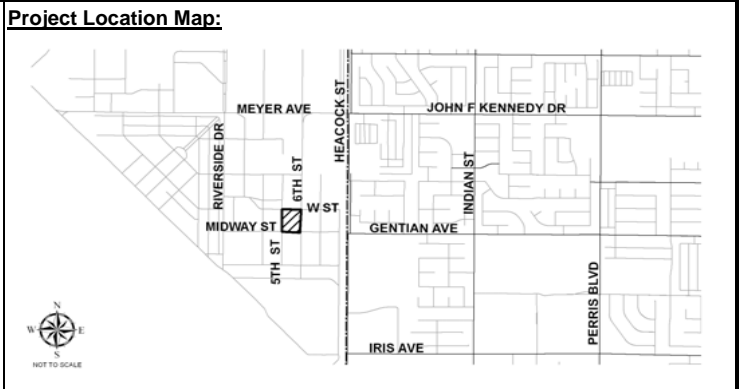 Project Location Map:
MEYER AVE
JOHN F KENNEDY DR
HEACOCK ST
RIVERSIDE DR
6TH ST
INDIAN ST
W ST
MIDWAY ST
GENTIAN AVE
5TH ST
PERRIS BLVD
IRIS AVE
N
W
E
S
NOT TO SCALE